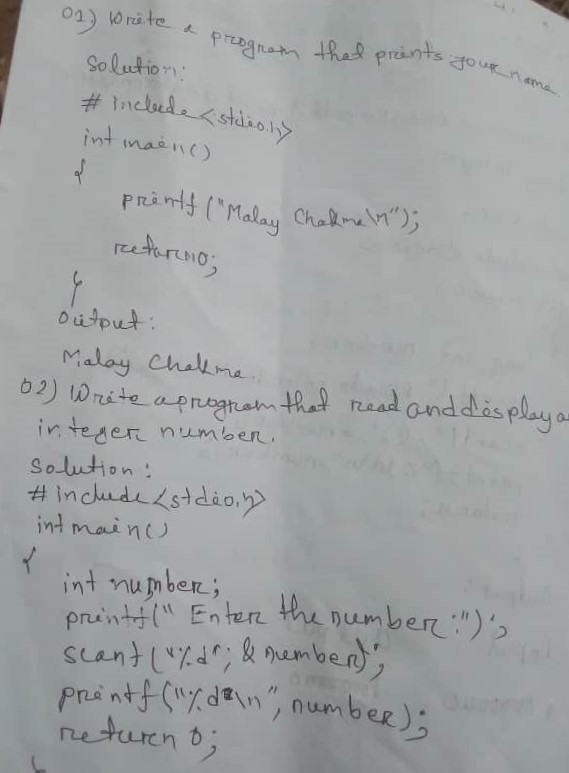 01) Write a program that prints your name
Solution:
# include <stdio.h>
int main()
{
printf ("Malay Chakma\n");
return 0;
}
output:
Malay Chakma.
02) Write a program that read and display a
integer number.
Solution:
# include <stdio.h>
int main()
{
int number;
printf(" Enter the number:");
scanf ("%d"; & number);
printf ("%d\n", number);
return 0;
}